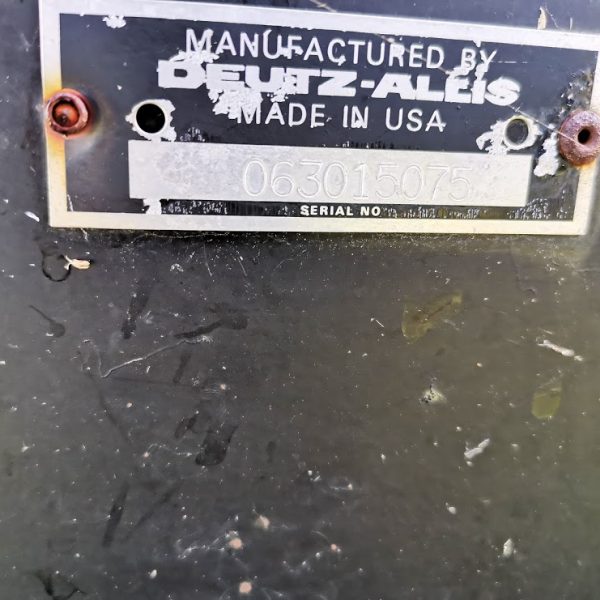 MANUFACTURED BY
DEUTZ-ALLIS
MADE IN USA
063015075
SERIAL NO